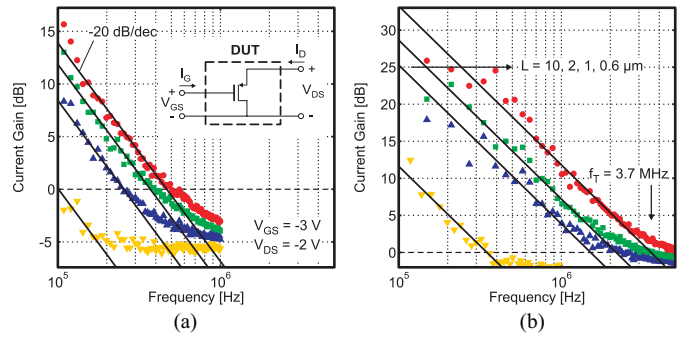 15
10
5
0
-5
Current Gain [dB]
-20 dB/dec
DUT
I_G
I_D
+
V_GS
-
+
V_DS
-
V_GS = -3 V
V_DS = -2 V
10^5
10^6
Frequency [Hz]
(a)
30
25
20
15
10
5
0
Current Gain [dB]
L = 10, 2, 1, 0.6 µm
f_T = 3.7 MHz
10^5
10^6
Frequency [Hz]
(b)